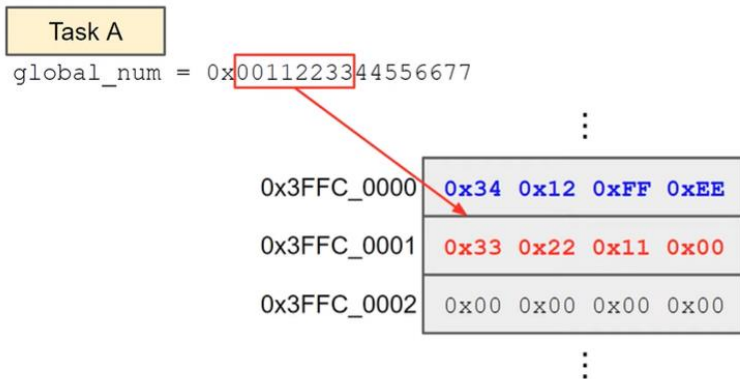 Task A
global_num = 0x0011223344556677
⋮
0x3FFC_0000 0x34 0x12 0xFF 0xEE
0x3FFC_0001 0x33 0x22 0x11 0x00
0x3FFC_0002 0x00 0x00 0x00 0x00
⋮